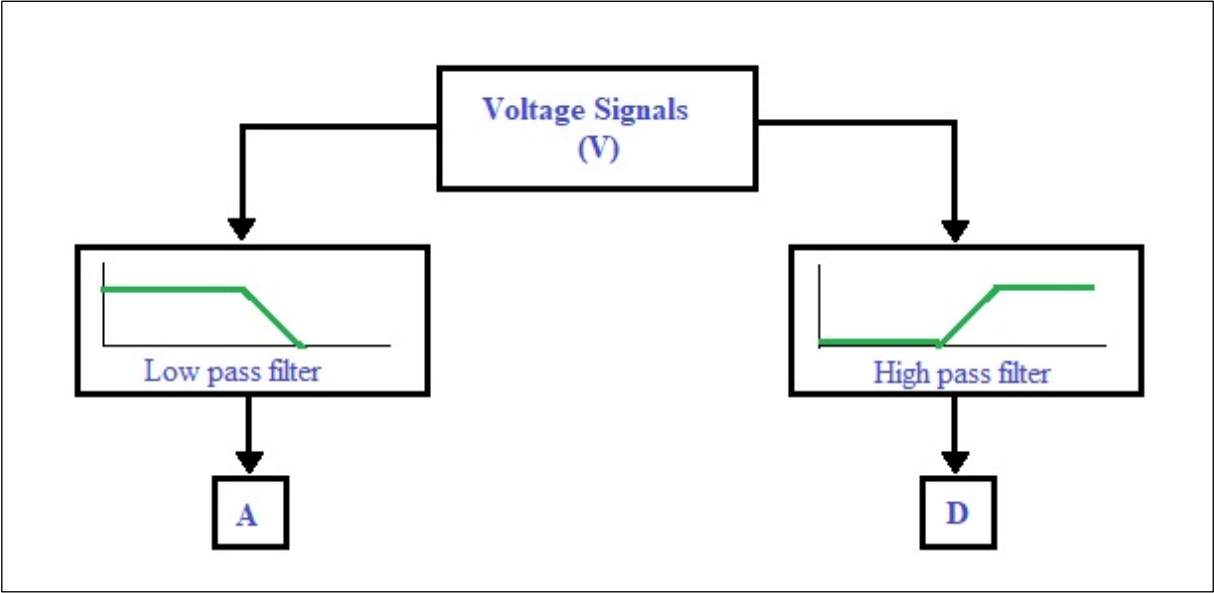 Voltage Signals
(V)
Low pass filter
High pass filter
A
D